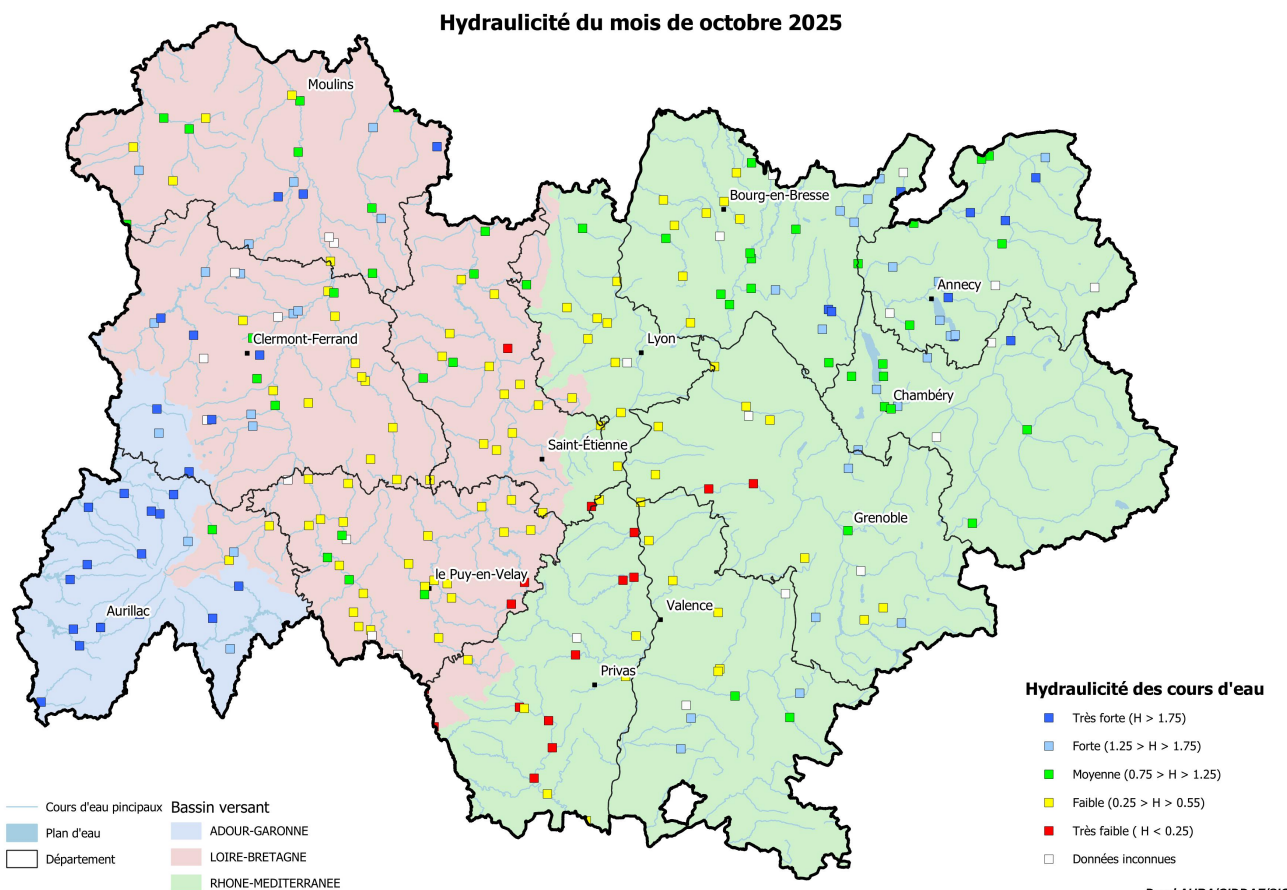 Hydraulicité du mois de octobre 2025
Moulins
Bourg-en-Bresse
Annecy
Clermont-Ferrand
Lyon
Chambéry
Saint-Étienne
Grenoble
le Puy-en-Velay
Aurillac
Valence
Privas
Hydraulicité des cours d'eau
Très forte (H > 1.75)
Forte (1.25 > H > 1.75)
Moyenne (0.75 > H > 1.25)
Faible (0.25 > H > 0.55)
Très faible ( H < 0.25)
Données inconnues
Cours d'eau pincipaux
Plan d'eau
Département
Bassin versant
ADOUR-GARONNE
LOIRE-BRETAGNE
RHONE-MEDITERRANEE